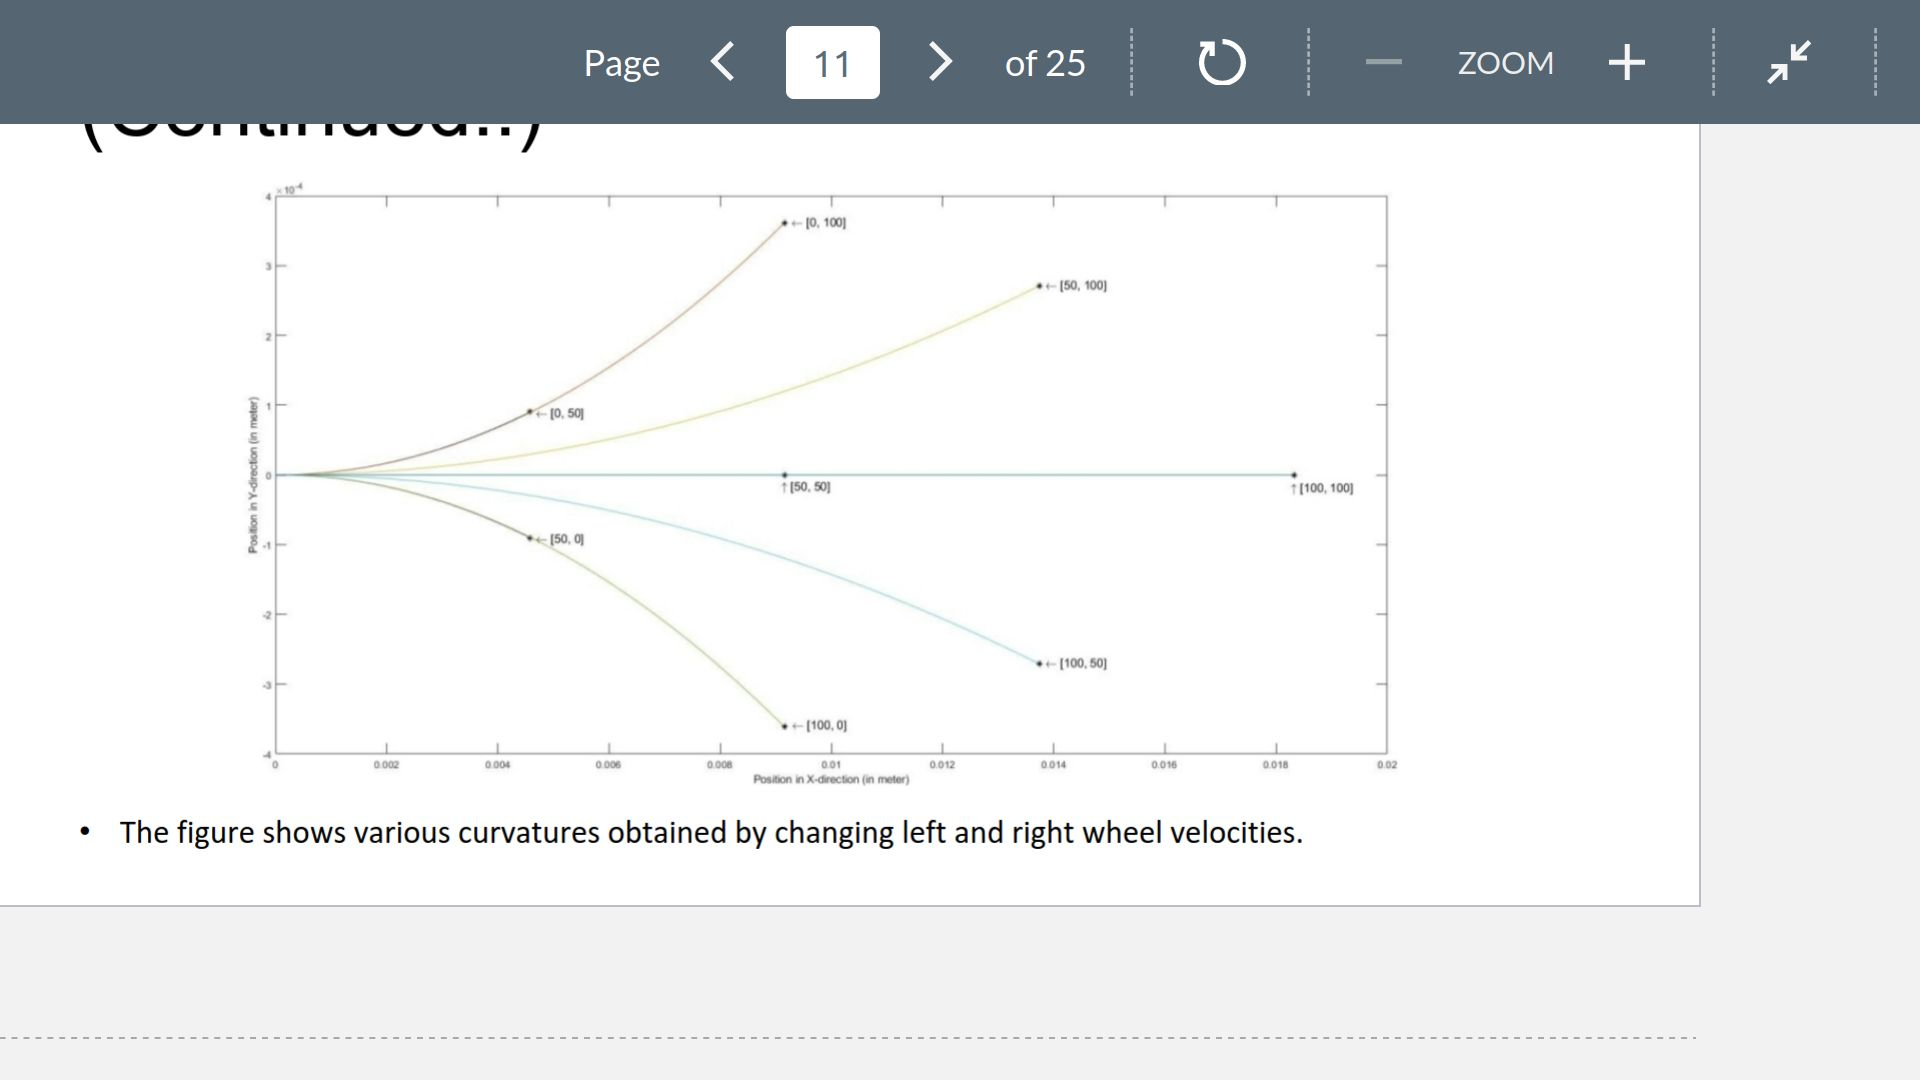 Page 11 of 25 ZOOM
(Continued..)
4 ×10-4
← [0, 100]
3
← [50, 100]
2
1
← [0, 50]
0
↑ [50, 50]
↑ [100, 100]
-1
← [50, 0]
-2
← [100, 50]
-3
← [100, 0]
-4
Position in Y-direction (in meter)
0 0.002 0.004 0.006 0.008 0.01 0.012 0.014 0.016 0.018 0.02
Position in X-direction (in meter)
• The figure shows various curvatures obtained by changing left and right wheel velocities.